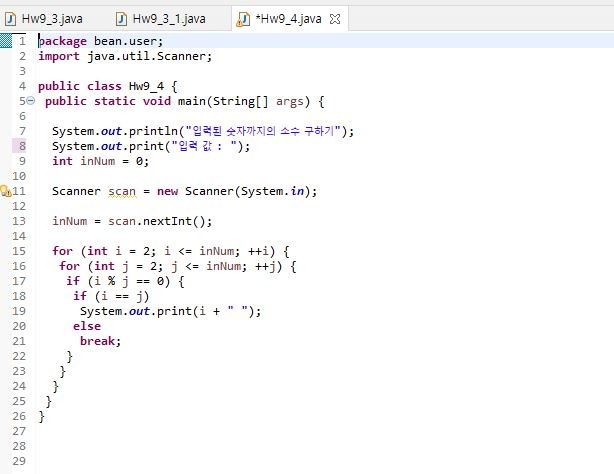 Hw9_3.java Hw9_3_1.java *Hw9_4.java
1 package bean.user;
2 import java.util.Scanner;
3
4 public class Hw9_4 {
5 public static void main(String[] args) {
6
7 System.out.println("입력된 숫자까지의 소수 구하기");
8 System.out.print("입력 값 : ");
9 int inNum = 0;
10
11 Scanner scan = new Scanner(System.in);
12
13 inNum = scan.nextInt();
14
15 for (int i = 2; i <= inNum; ++i) {
16 for (int j = 2; j <= inNum; ++j) {
17 if (i % j == 0) {
18 if (i == j)
19 System.out.print(i + " ");
20 else
21 break;
22 }
23 }
24 }
25 }
26 }
27
28
29